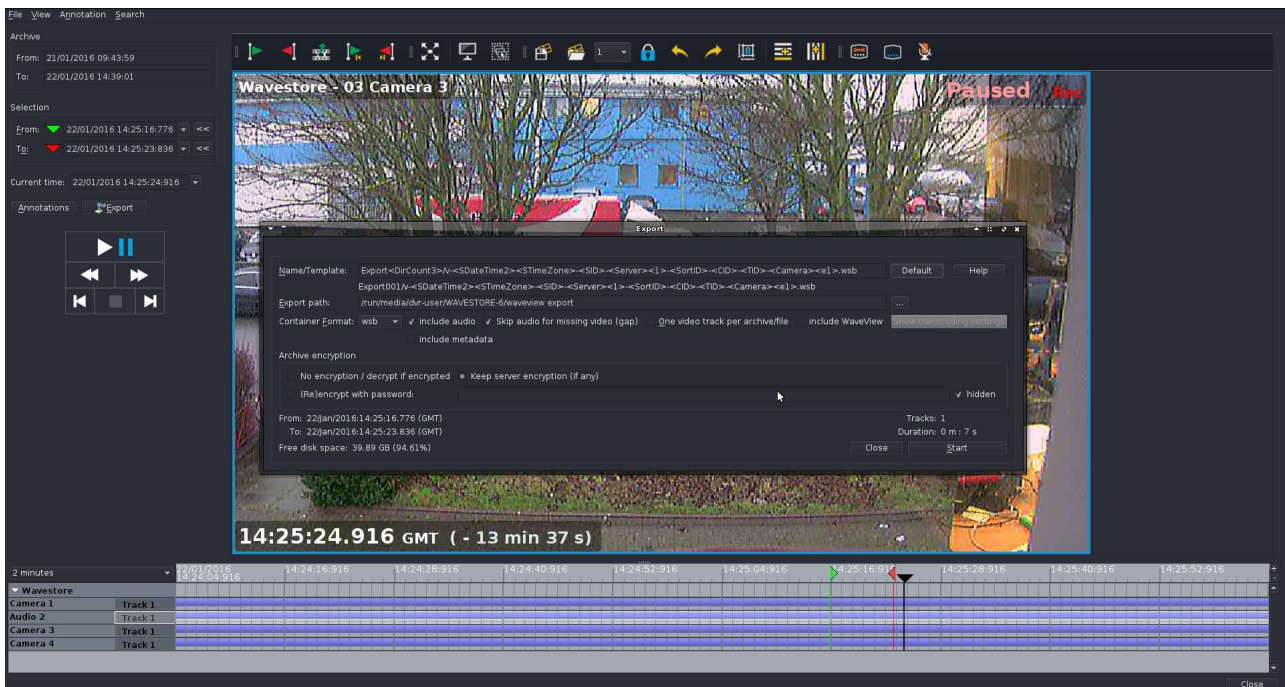 File View Annotation Search
Archive
From: 21/01/2016 09:43:59
To: 22/01/2016 14:39:01
Selection
From: 22/01/2016 14:25:16:776 <<
To: 22/01/2016 14:25:23:836 <<
Current time: 22/01/2016 14:25:24:916
Annotations Export
1
Wavestore - 03 Camera 3
Paused Rec
Export
Name/Template: Export<DirCount3>/v-<SDateTime2><STimeZone>-<SID>-<Server><1>-<SortID>-<CID>-<TID>-<Camera><e1>.wsb Default Help
Export001/v-<SDateTime2><STimeZone>-<SID>-<Server><1>-<SortID>-<CID>-<TID>-<Camera><e1>.wsb
Export path: /run/media/dvr-user/WAVESTORE-6/waveview export ...
Container Format: wsb include audio Skip audio for missing video (gap) One video track per archive/file include WaveView Show transcoding settings
include metadata
Archive encryption
No encryption / decrypt if encrypted Keep server encryption (if any)
(Re)encrypt with password: hidden
From: 22/Jan/2016:14:25:16.776 (GMT) Tracks: 1
To: 22/Jan/2016:14:25:23.836 (GMT) Duration: 0 m : 7 s
Free disk space: 39.89 GB (94.61%) Close Start
14:25:24.916 GMT ( - 13 min 37 s)
2 minutes 22/01/2016 14:24:16:916 14:24:28:916 14:24:40:916 14:24:52:916 14:25:04:916 14:25:16:916 14:25:28:916 14:25:40:916 14:25:52:916 +
14:24:04:916 -
Wavestore
Camera 1 Track 1
Audio 2 Track 1
Camera 3 Track 1
Camera 4 Track 1
Close